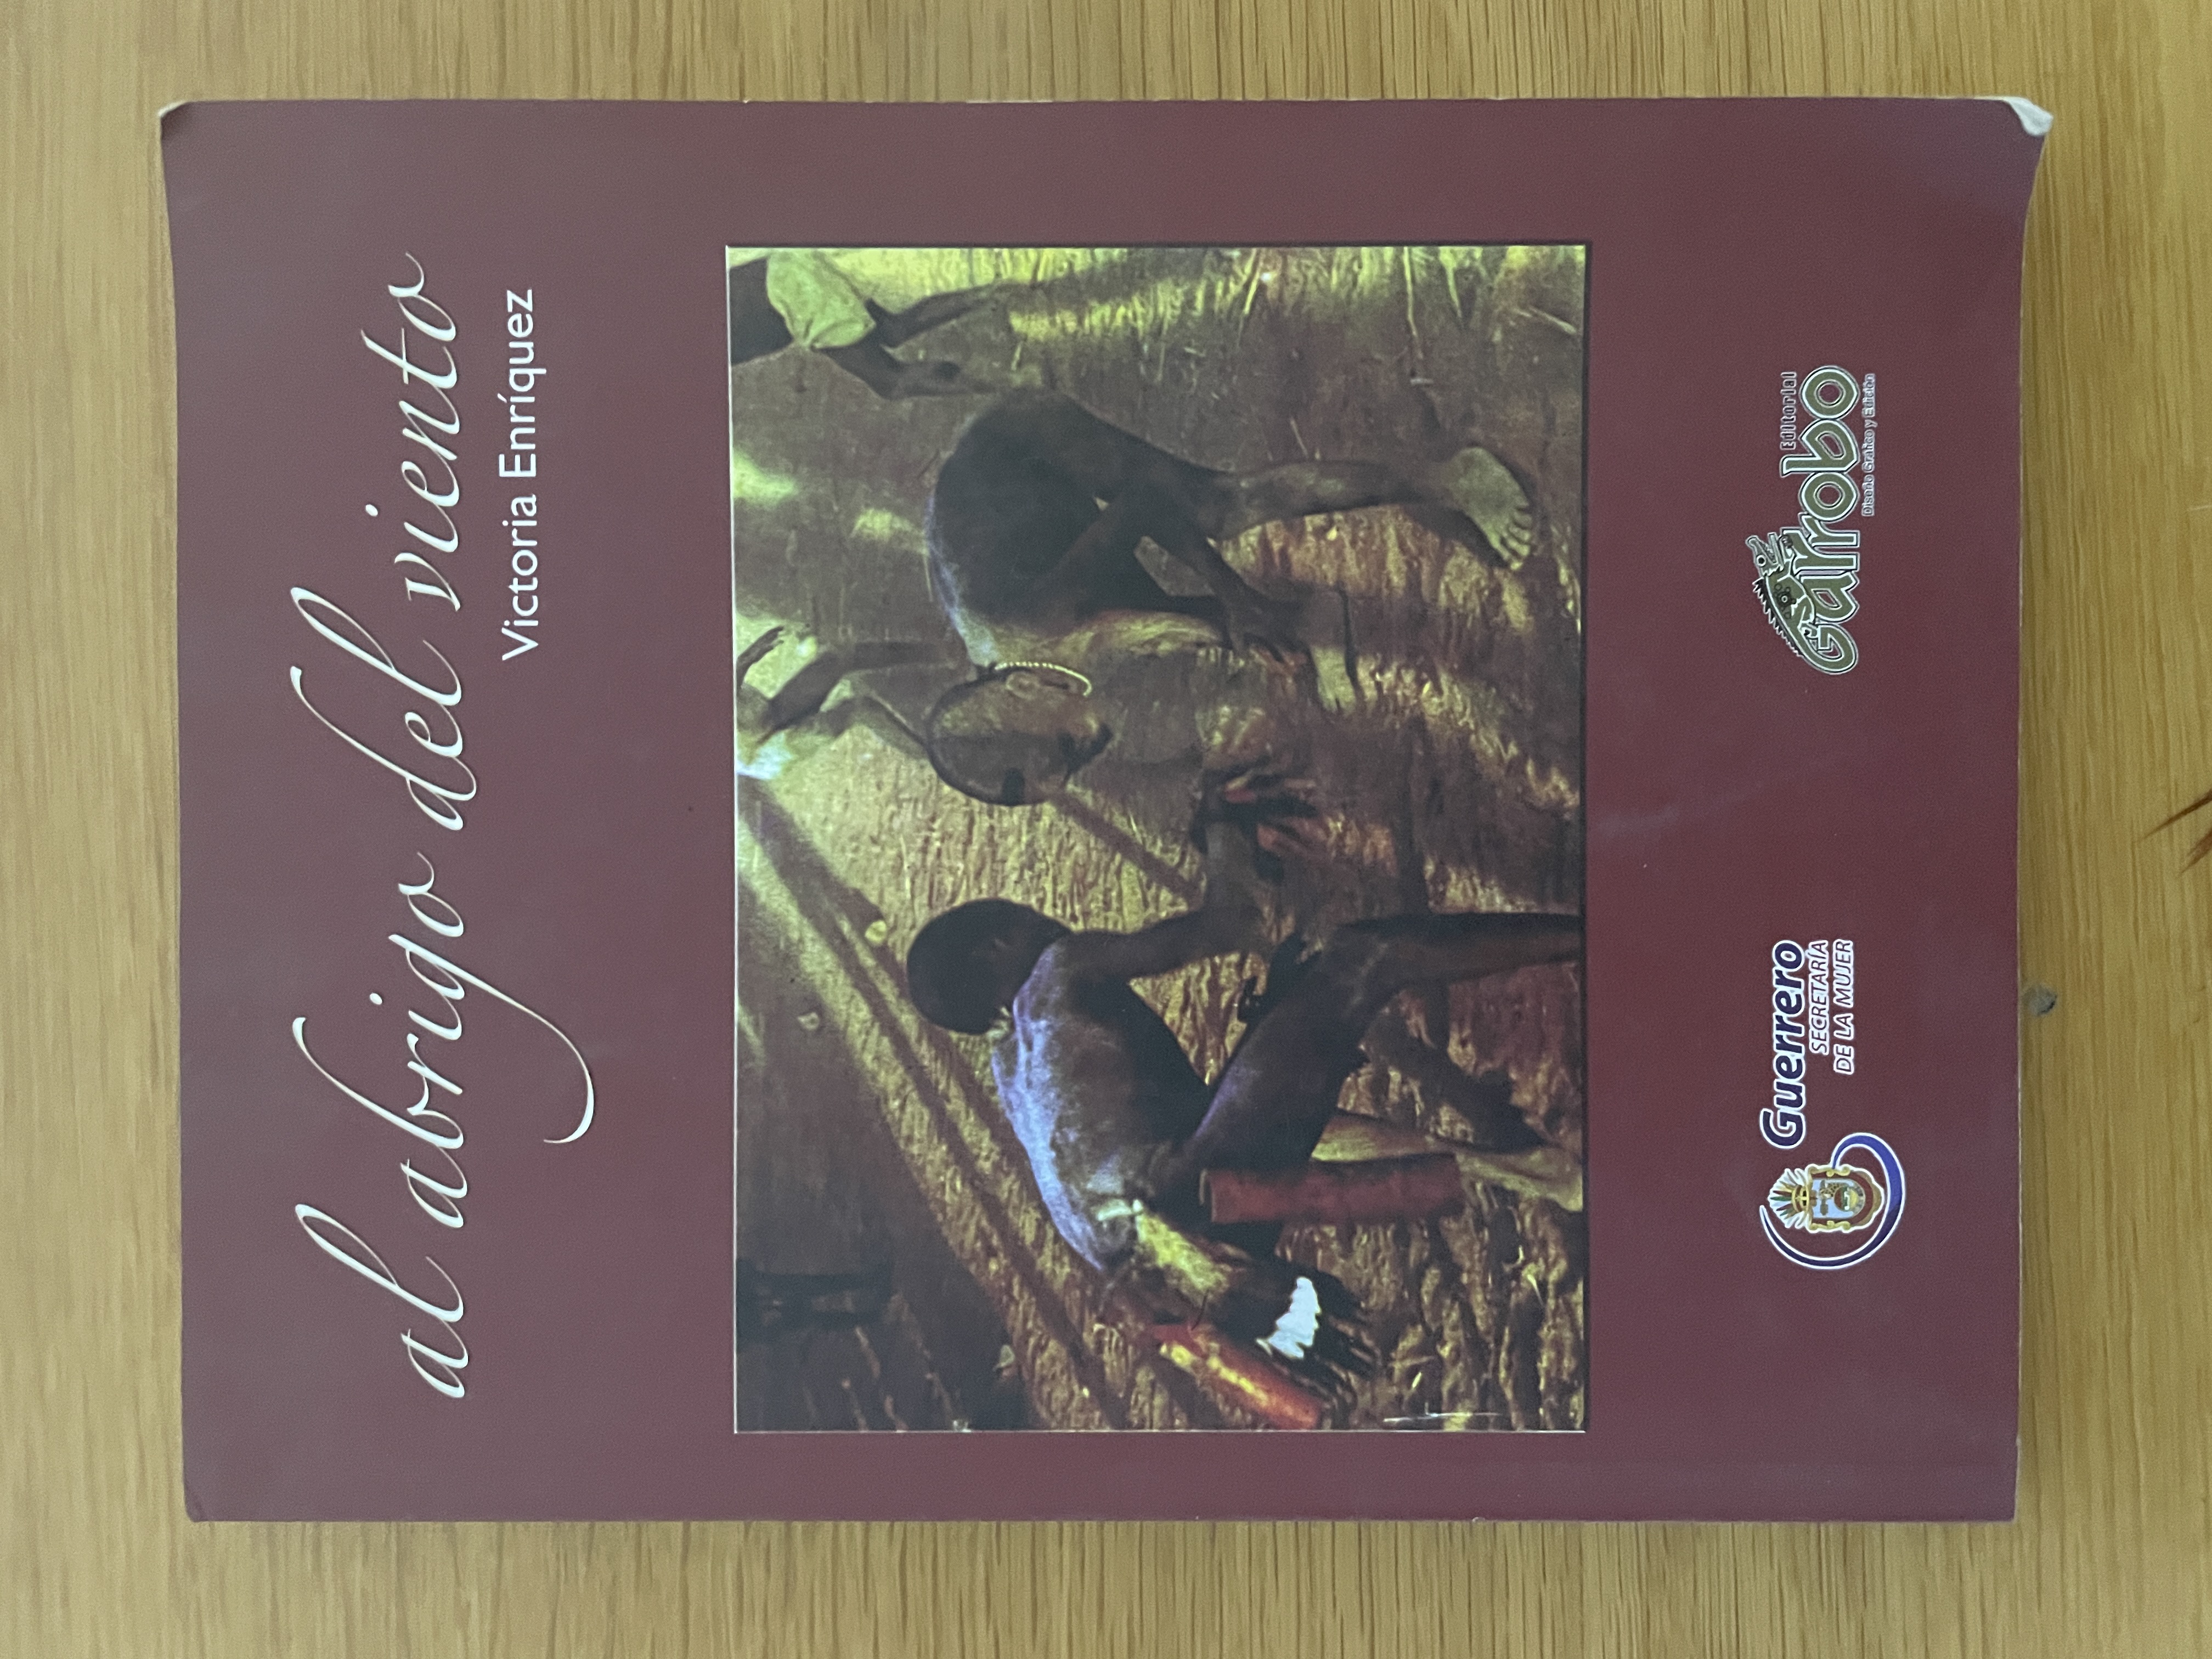 al abrigo del viento
Victoria Enríquez
Guerrero
SECRETARÍA
DE LA MUJER
Editorial
Garrobo
Diseño Gráfico y Edición